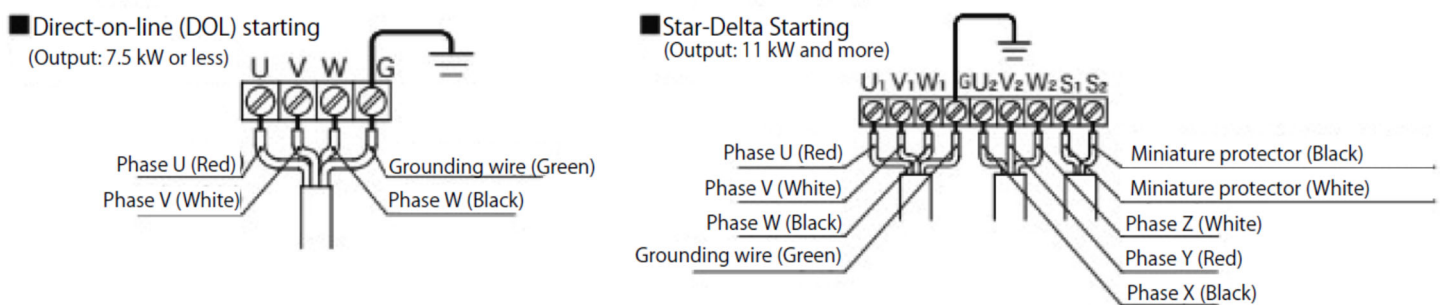 ■ Direct-on-line (DOL) starting
(Output: 7.5 kW or less)
U V W G
Phase U (Red)
Grounding wire (Green)
Phase V (White)
Phase W (Black)
■ Star-Delta Starting
(Output: 11 kW and more)
U1 V1 W1 G U2 V2 W2 S1 S2
Phase U (Red)
Miniature protector (Black)
Phase V (White)
Miniature protector (White)
Phase W (Black)
Phase Z (White)
Grounding wire (Green)
Phase Y (Red)
Phase X (Black)